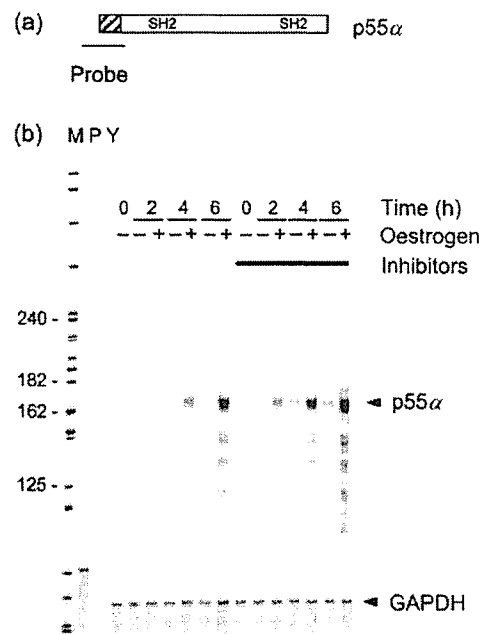 (a) SH2 SH2 p55α
Probe
(b) M P Y
0 2 4 6 0 2 4 6 Time (h)
– – + – + – + – – + – + – + Oestrogen
Inhibitors
240 -
182 -
162 -
p55α
125 -
GAPDH